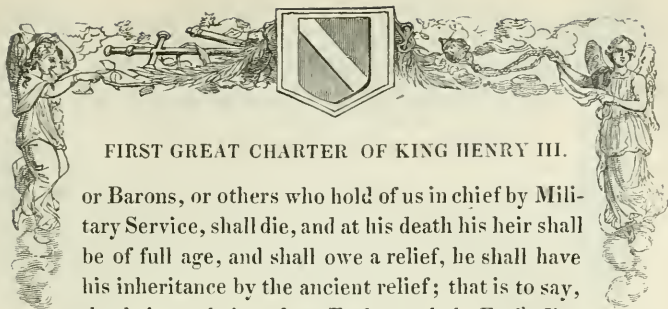 FIRST GREAT CHARTER OF KING HENRY III.
or Barons, or others who hold of us in chief by Mili-
tary Service, shall die, and at his death his heir shall
be of full age, and shall owe a relief, he shall have
his inheritance by the ancient relief; that is to say,